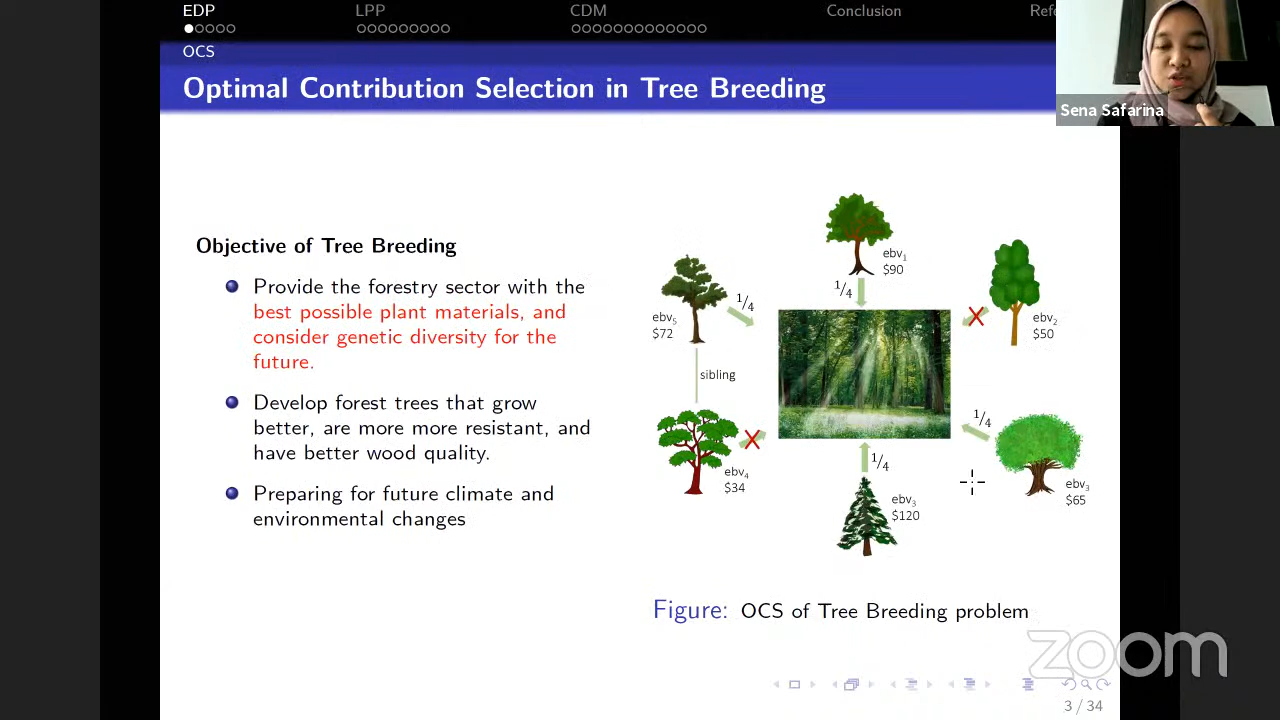 EDP LPP CDM Conclusion Refe
OCS
Optimal Contribution Selection in Tree Breeding
Sena Safarina
Objective of Tree Breeding
Provide the forestry sector with the
best possible plant materials, and
consider genetic diversity for the
future.
Develop forest trees that grow
better, are more more resistant, and
have better wood quality.
Preparing for future climate and
environmental changes
ebv₁
$90
1/4
ebv₅
$72
1/4
ebv₂
$50
sibling
1/4
ebv₄
$34
1/4
ebv₃
$120
ebv₃
$65
Figure: OCS of Tree Breeding problem
zoom
3 / 34